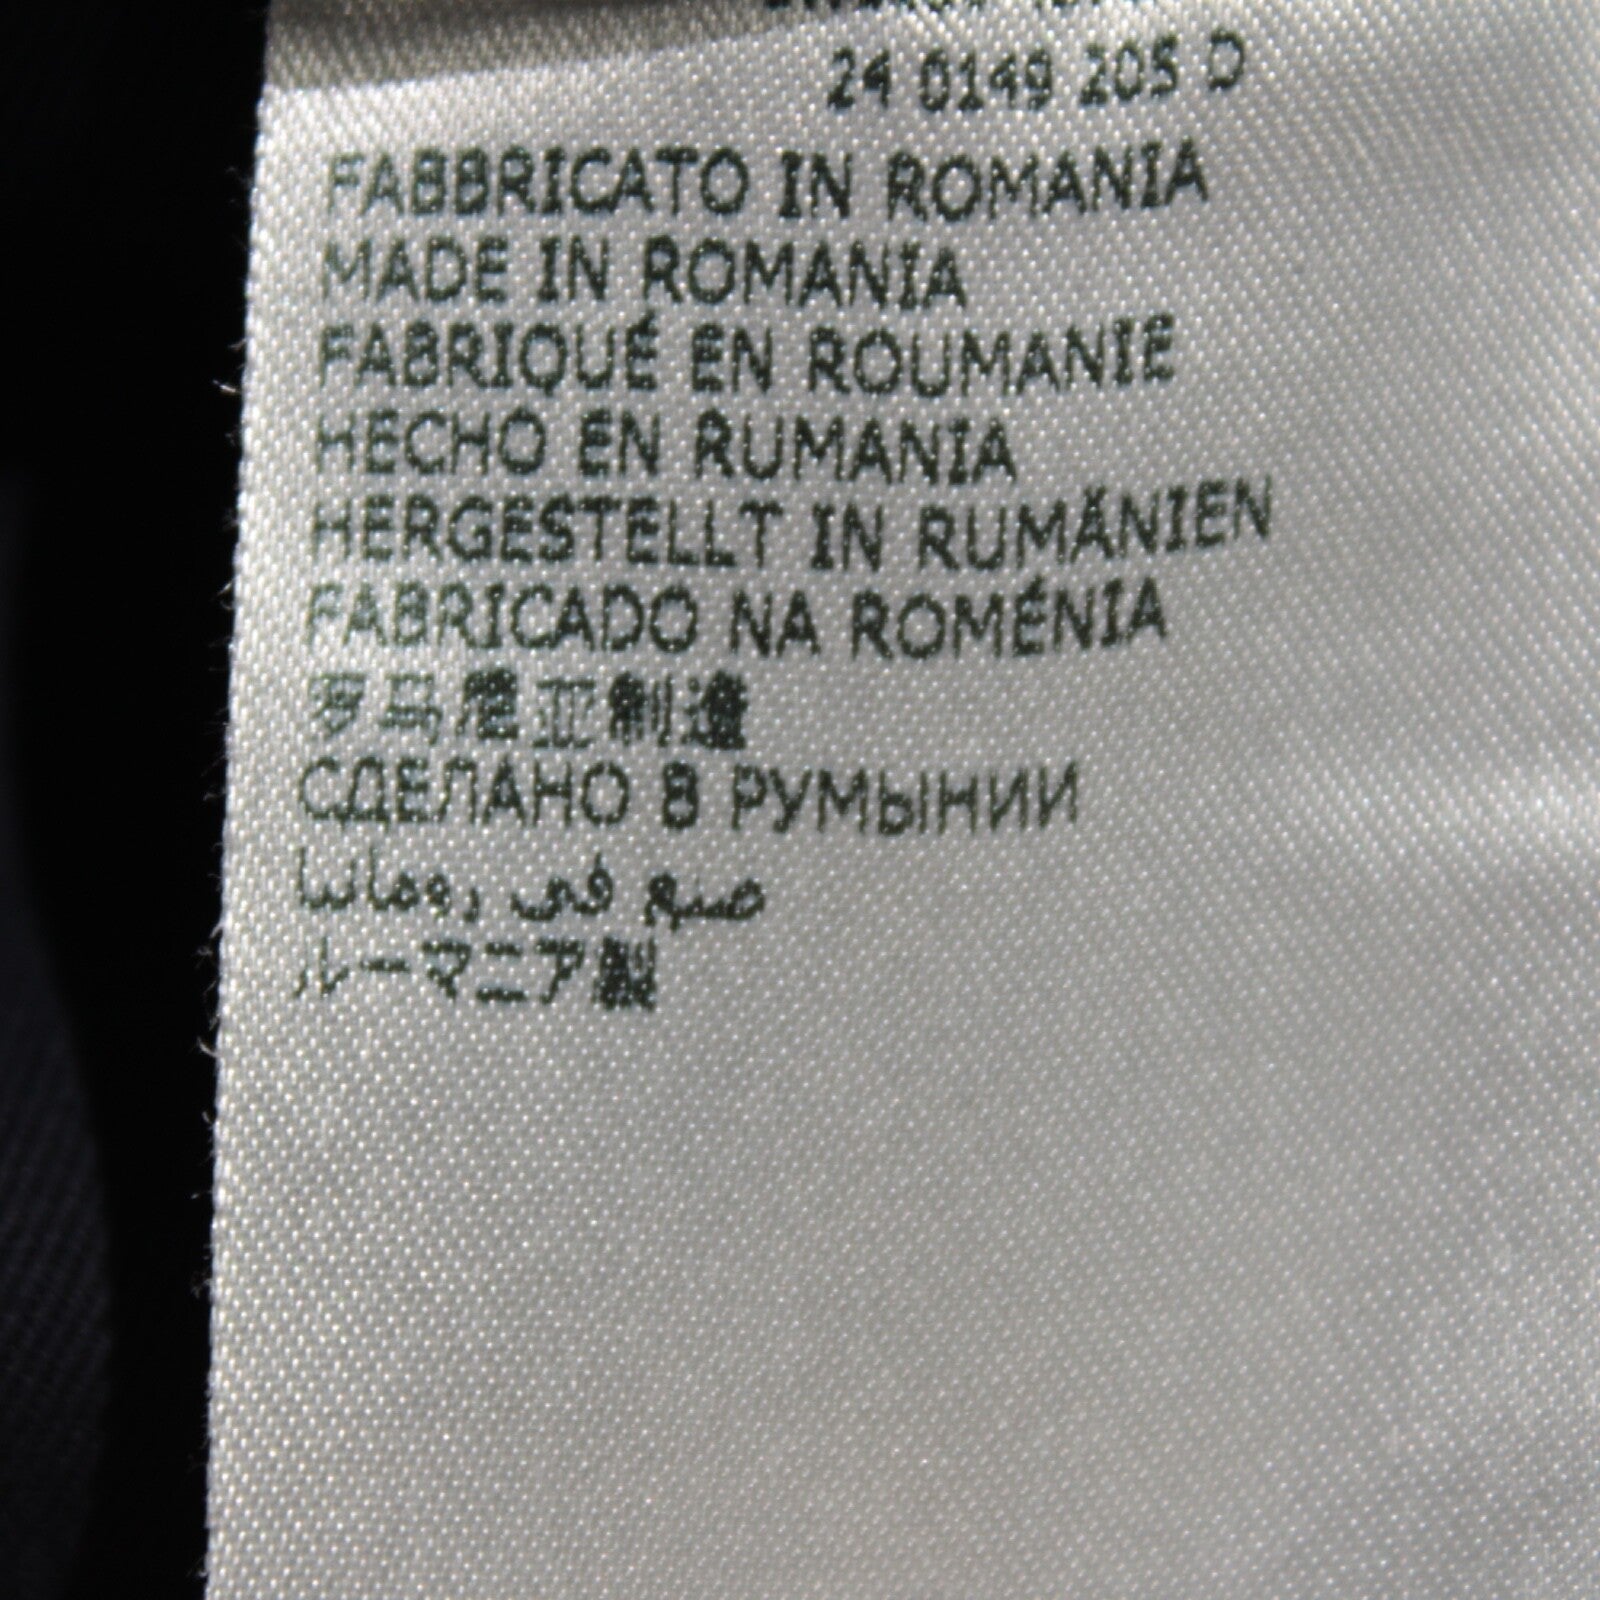 24 0149 205 D
FABBRICATO IN ROMANIA
MADE IN ROMANIA
FABRIQUÉ EN ROUMANIE
HECHO EN RUMANIA
HERGESTELLT IN RUMÄNIEN
FABRICADO NA ROMÉNIA
罗马尼亚制造
СДЕЛАНО В РУМЫНИИ
صنع في رومانيا
ルーマニア製